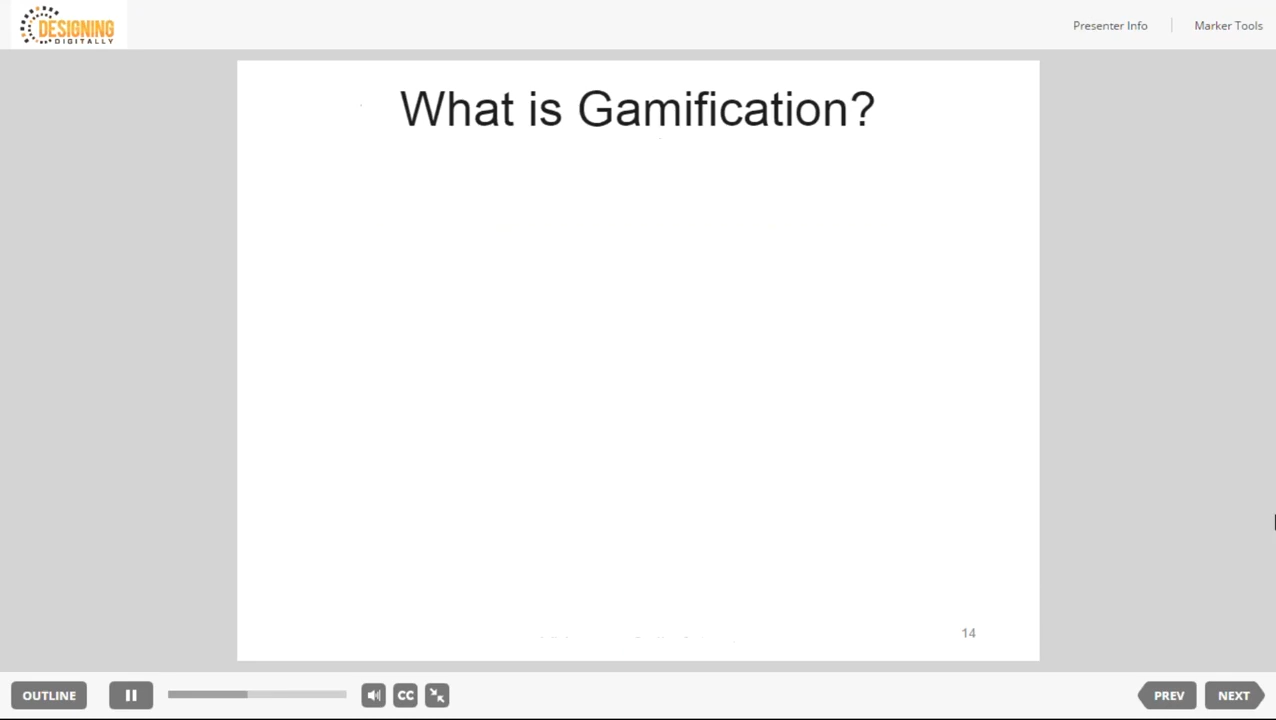 DESIGNING
DIGITALLY
Presenter Info
Marker Tools
What is Gamification?
14
OUTLINE
CC
PREV
NEXT